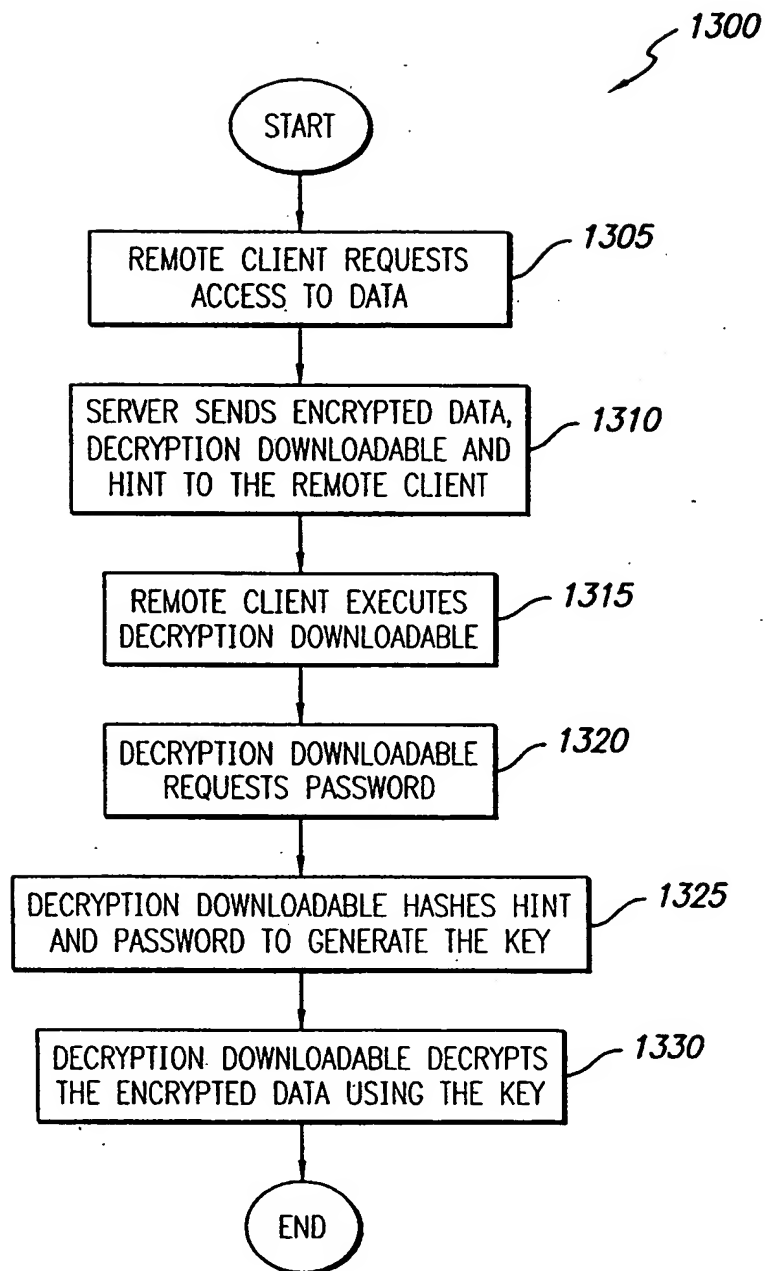 1300
START
REMOTE CLIENT REQUESTS
ACCESS TO DATA
1305
SERVER SENDS ENCRYPTED DATA,
DECRYPTION DOWNLOADABLE AND
HINT TO THE REMOTE CLIENT
1310
REMOTE CLIENT EXECUTES
DECRYPTION DOWNLOADABLE
1315
DECRYPTION DOWNLOADABLE
REQUESTS PASSWORD
1320
DECRYPTION DOWNLOADABLE HASHES HINT
AND PASSWORD TO GENERATE THE KEY
1325
DECRYPTION DOWNLOADABLE DECRYPTS
THE ENCRYPTED DATA USING THE KEY
1330
END